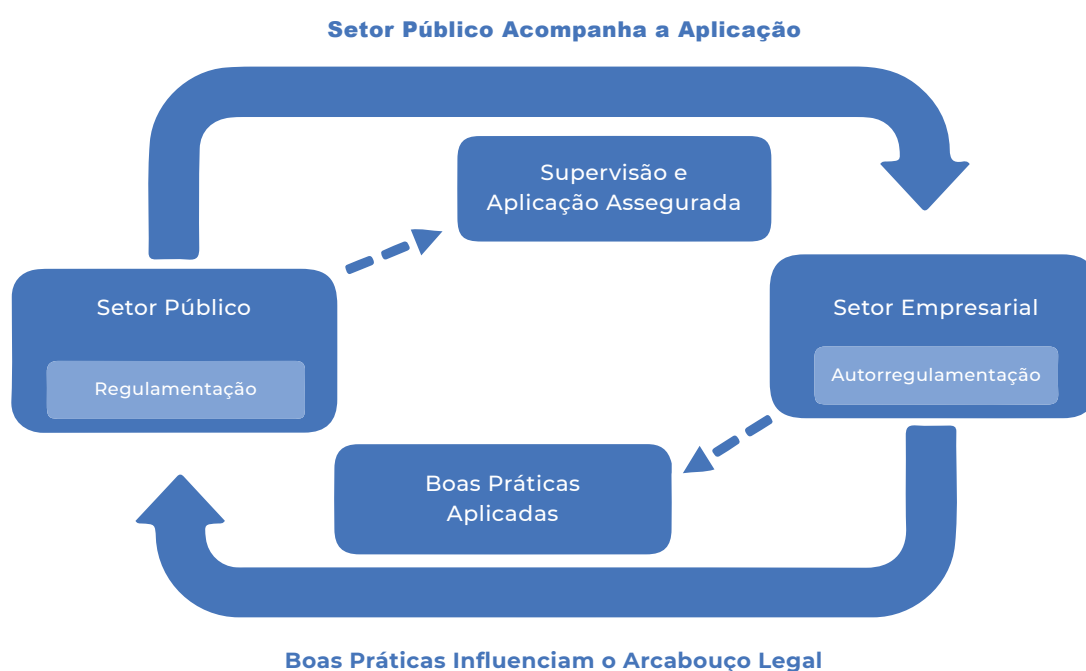 Setor Público Acompanha a Aplicação
Supervisão e
Aplicação Assegurada
Setor Público
Regulamentação
Setor Empresarial
Autorregulamentação
Boas Práticas
Aplicadas
Boas Práticas Influenciam o Arcabouço Legal